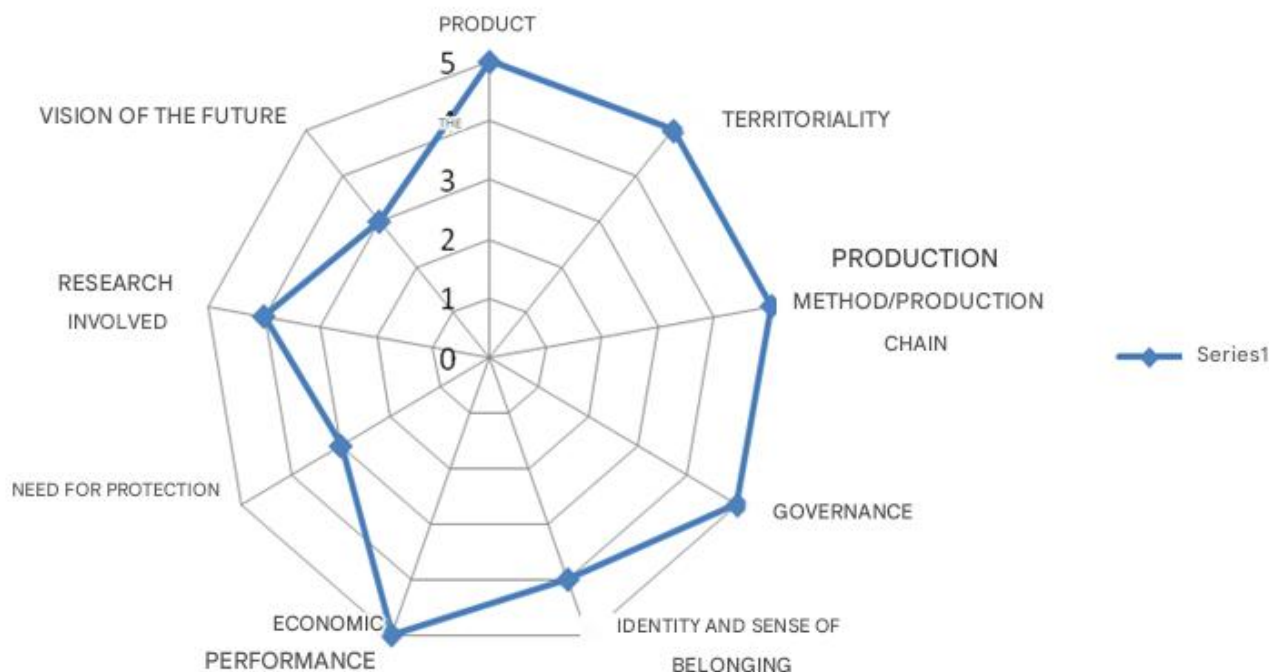 PRODUCT
5
VISION OF THE FUTURE
THE
TERRITORIALITY
3
2
PRODUCTION
METHOD/PRODUCTION
CHAIN
RESEARCH
INVOLVED
1
0
Series1
NEED FOR PROTECTION
GOVERNANCE
ECONOMIC
PERFORMANCE
IDENTITY AND SENSE OF
BELONGING